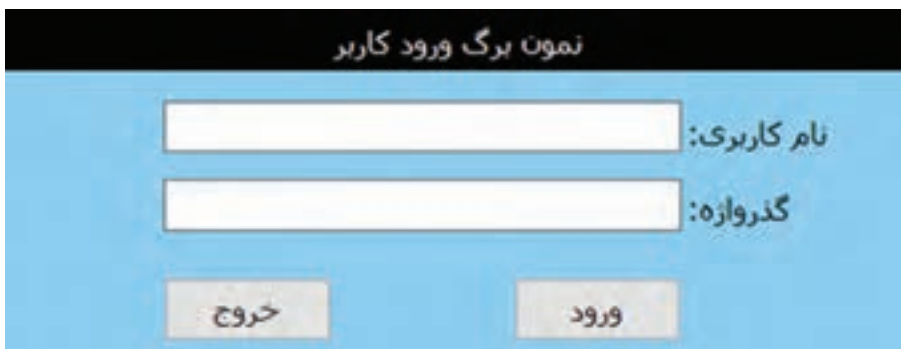 نمون برگ ورود کاربر
نام کاربری:
گذرواژه:
ورود
خروج